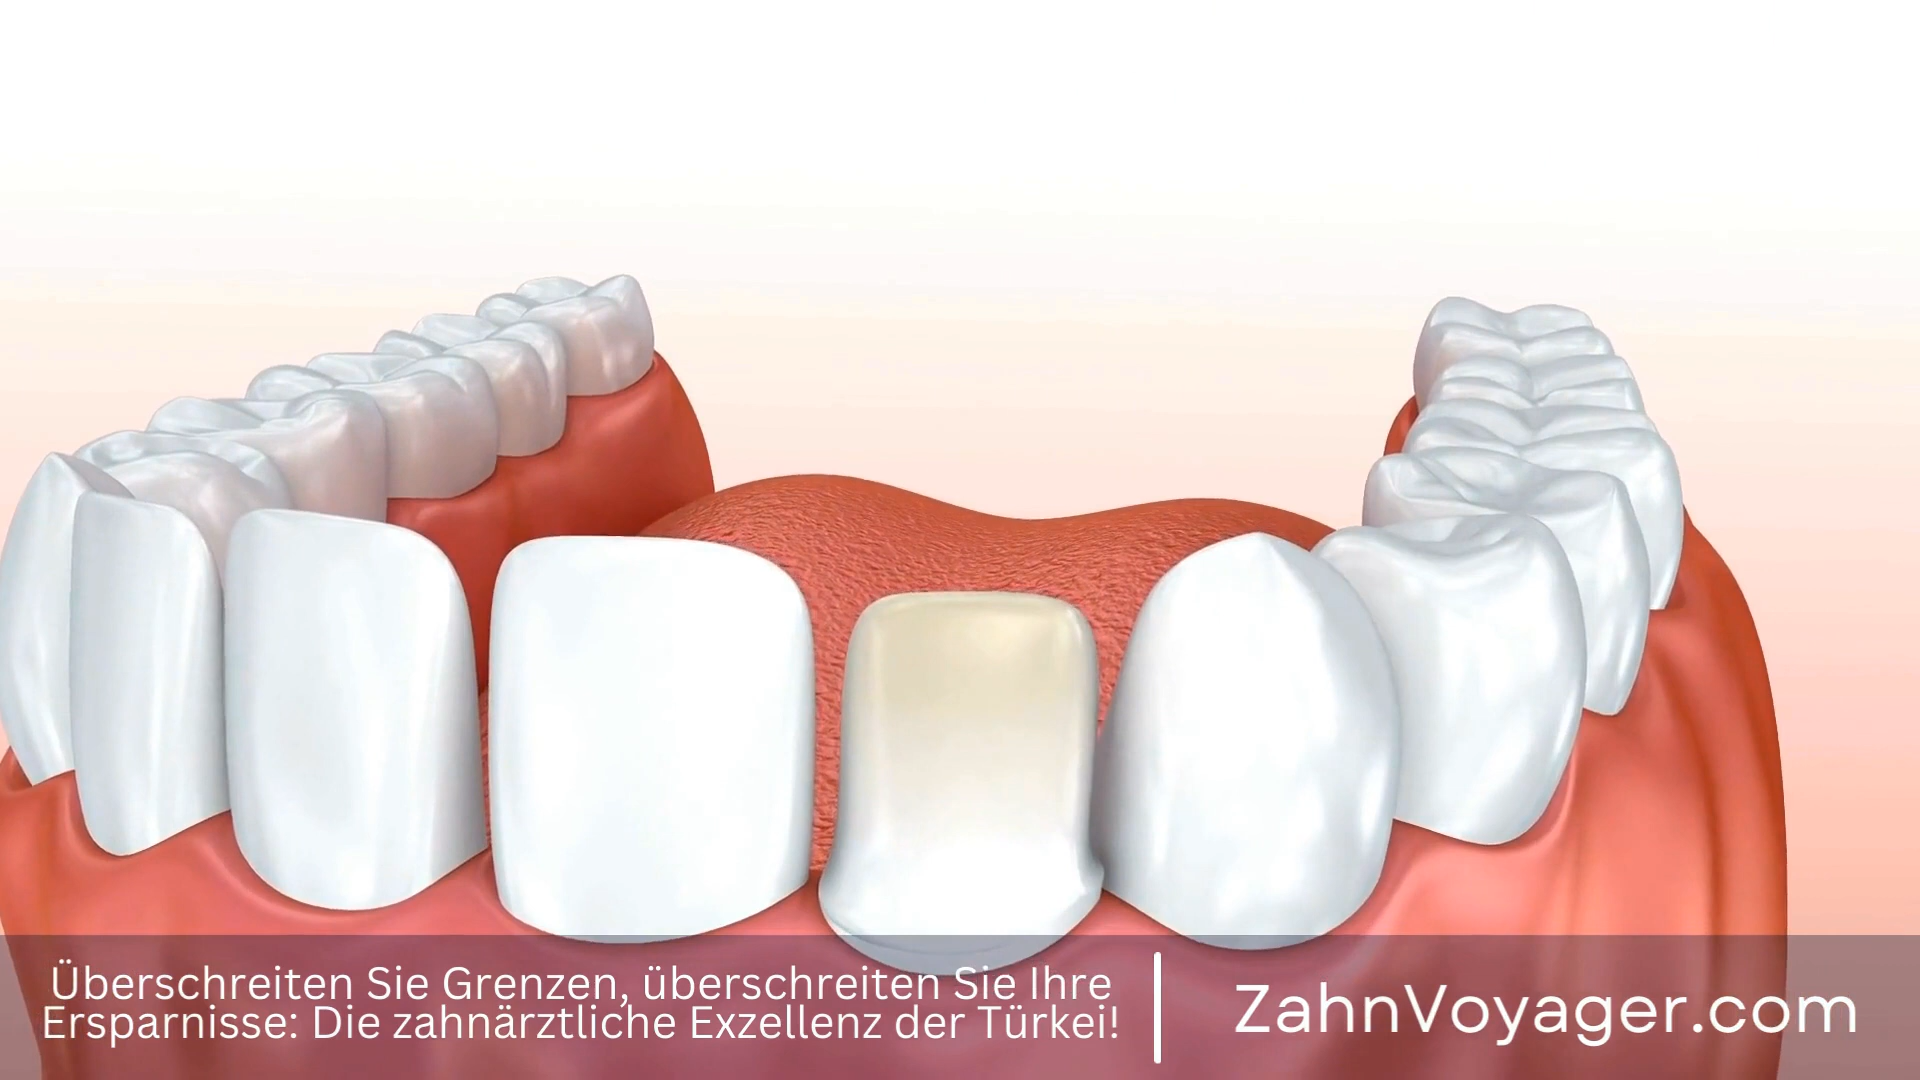 Überschreiten Sie Grenzen, überschreiten Sie Ihre
Ersparnisse: Die zahnärztliche Exzellenz der Türkei!
ZahnVoyager.com